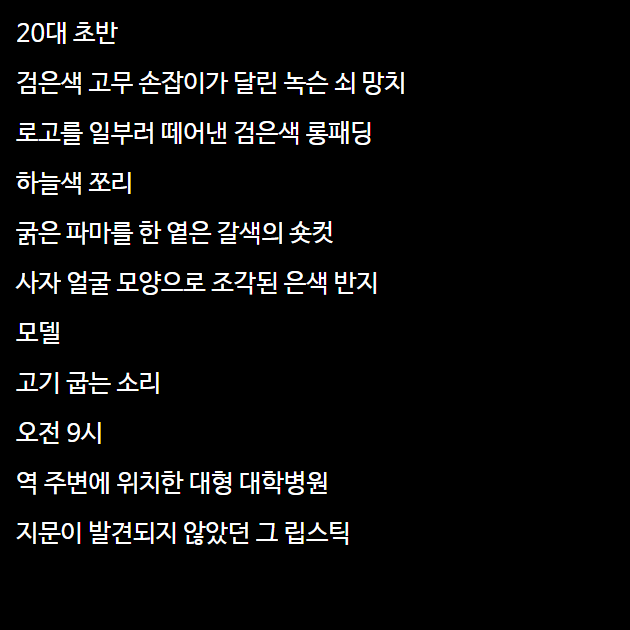 20대 초반
검은색 고무 손잡이가 달린 녹슨 쇠 망치
로고를 일부러 떼어낸 검은색 롱패딩
하늘색 쪼리
굵은 파마를 한 옅은 갈색의 숏컷
사자 얼굴 모양으로 조각된 은색 반지
모델
고기 굽는 소리
오전 9시
역 주변에 위치한 대형 대학병원
지문이 발견되지 않았던 그 립스틱